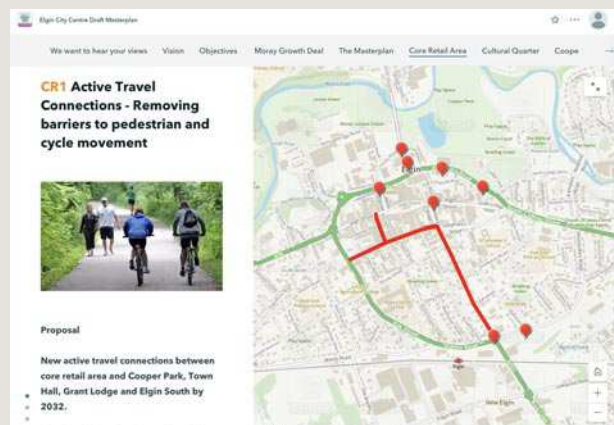 Elgin City Centre Draft Masterplan
We want to hear your views Vision Objectives Moray Growth Deal The Masterplan Core Retail Area Cultural Quarter Coope
CR1 Active Travel
Connections - Removing
barriers to pedestrian and
cycle movement
Elgin
Elgin
New Elgin
Proposal
New active travel connections between
core retail area and Cooper Park, Town
Hall, Grant Lodge and Elgin South by
2032.